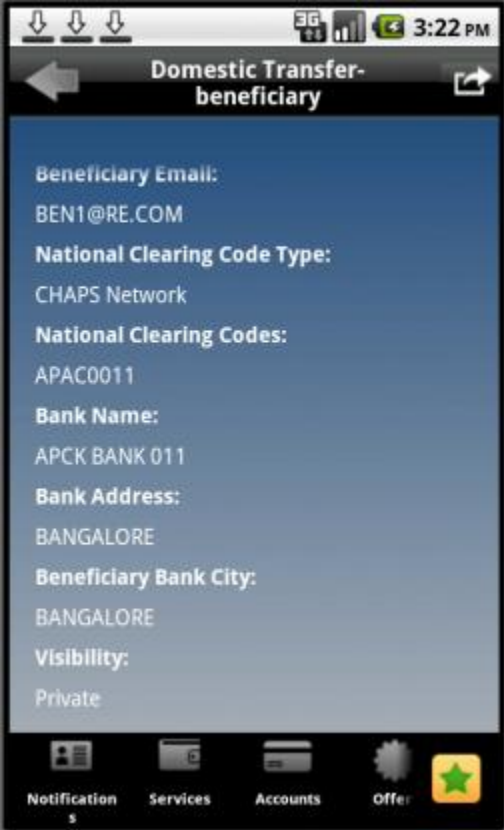 3G
3:22 PM
Domestic Transfer-
beneficiary
Beneficiary Email:
BEN1@RE.COM
National Clearing Code Type:
CHAPS Network
National Clearing Codes:
APAC0011
Bank Name:
APCK BANK 011
Bank Address:
BANGALORE
Beneficiary Bank City:
BANGALORE
Visibility:
Private
Notification
s
Services
Accounts
Offer